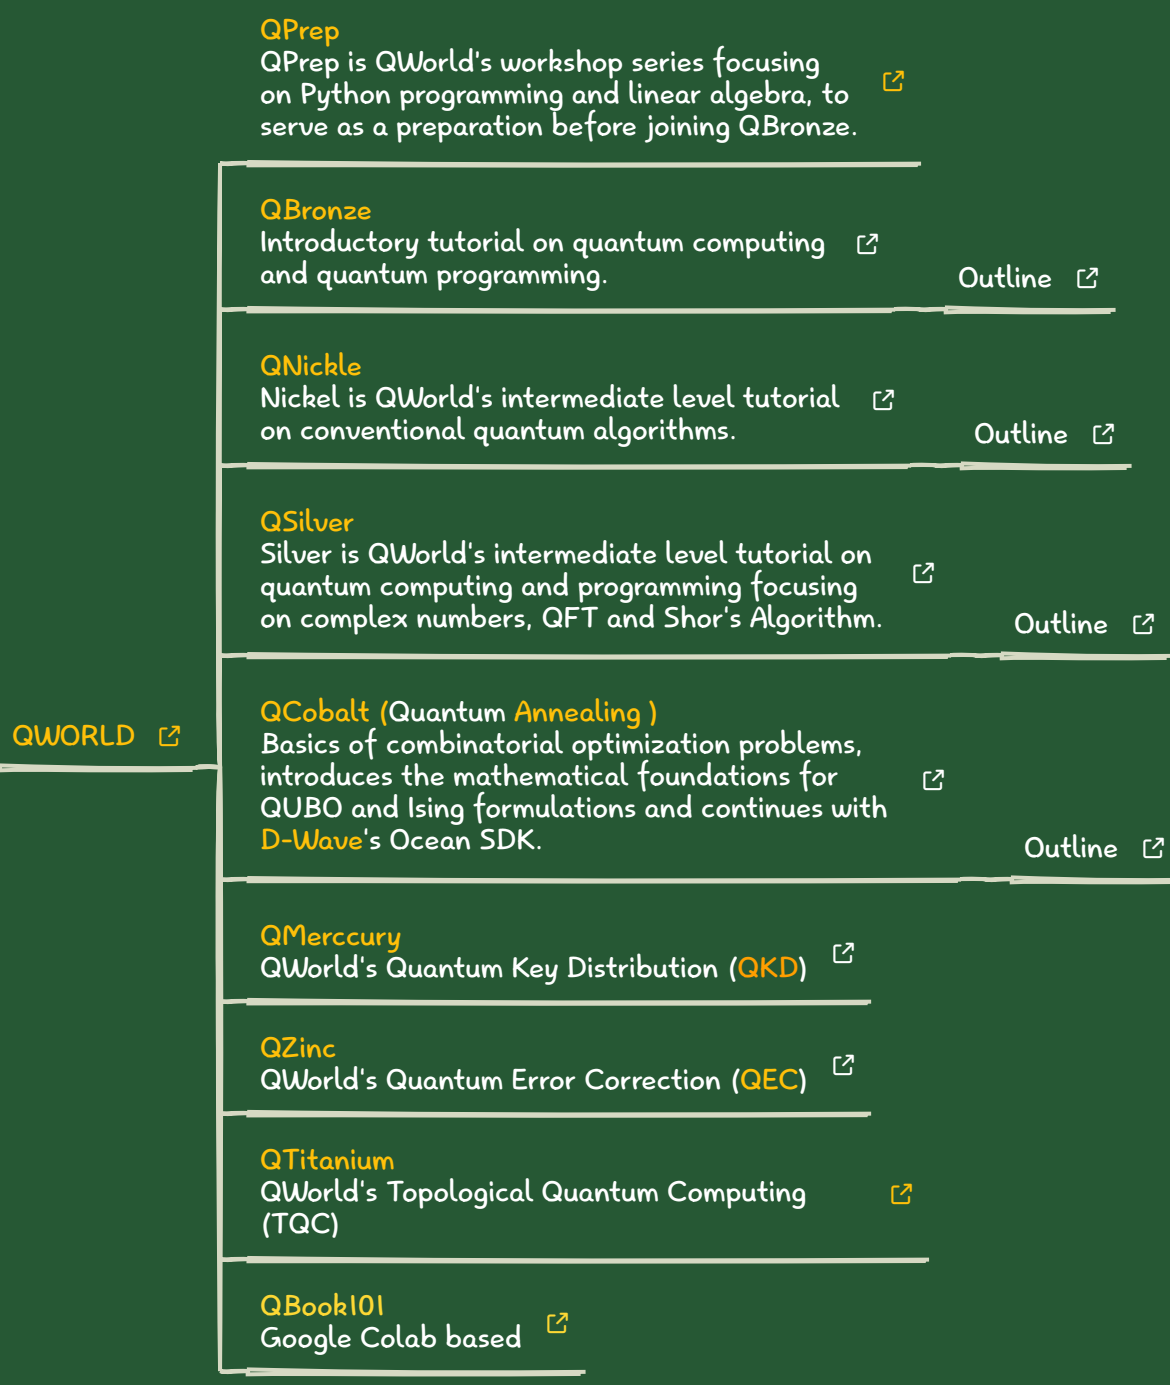 QPrep
QPrep is QWorld's workshop series focusing
on Python programming and linear algebra, to
serve as a preparation before joining QBronze.
QBronze
Introductory tutorial on quantum computing
and quantum programming.
Outline
QNickle
Nickel is QWorld's intermediate level tutorial
on conventional quantum algorithms.
Outline
QSilver
Silver is QWorld's intermediate level tutorial on
quantum computing and programming focusing
on complex numbers, QFT and Shor's Algorithm.
Outline
QWORLD
QCobalt (Quantum Annealing )
Basics of combinatorial optimization problems,
introduces the mathematical foundations for
QUBO and Ising formulations and continues with
D-Wave's Ocean SDK.
Outline
QMerccury
QWorld's Quantum Key Distribution (QKD)
QZinc
QWorld's Quantum Error Correction (QEC)
QTitanium
QWorld's Topological Quantum Computing
(TQC)
QBook101
Google Colab based